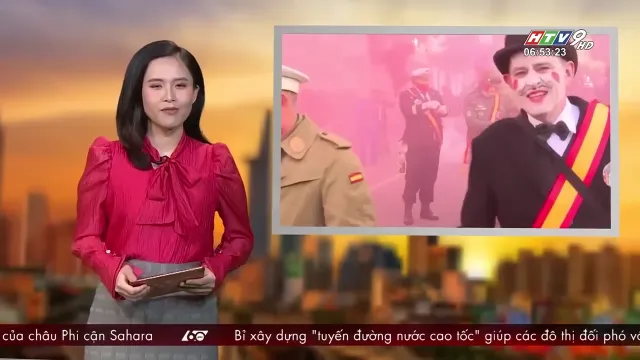 HTV9 HD
06:53:23
của châu Phi cận Sahara 60 Bỉ xây dựng "tuyến đường nước cao tốc" giúp các đô thị đối phó v